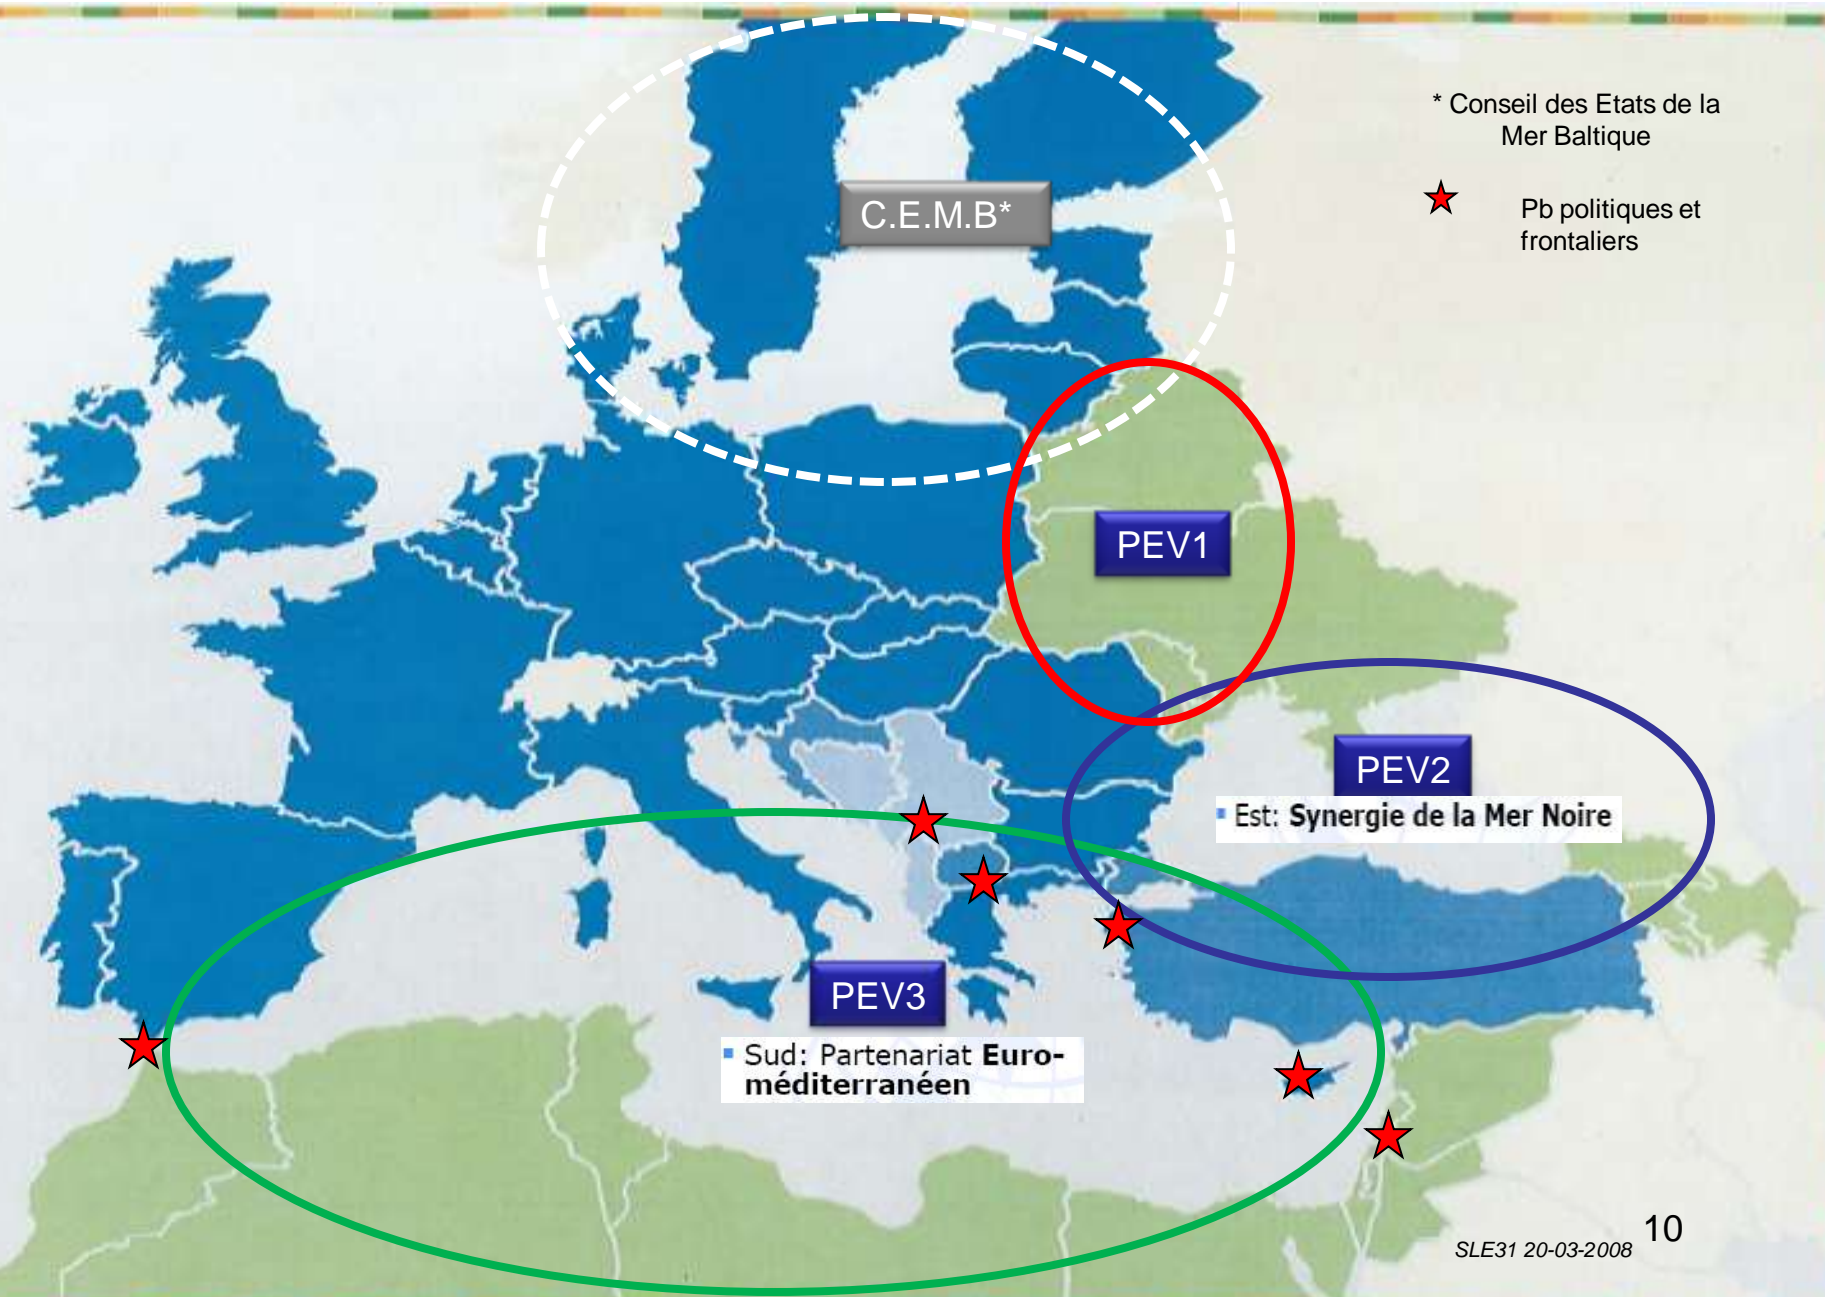 * Conseil des Etats de la
Mer Baltique
Pb politiques et
frontaliers
C.E.M.B*
PEV1
PEV2
▪ Est: Synergie de la Mer Noire
PEV3
▪ Sud: Partenariat Euro-
méditerranéen
SLE31 20-03-2008
10